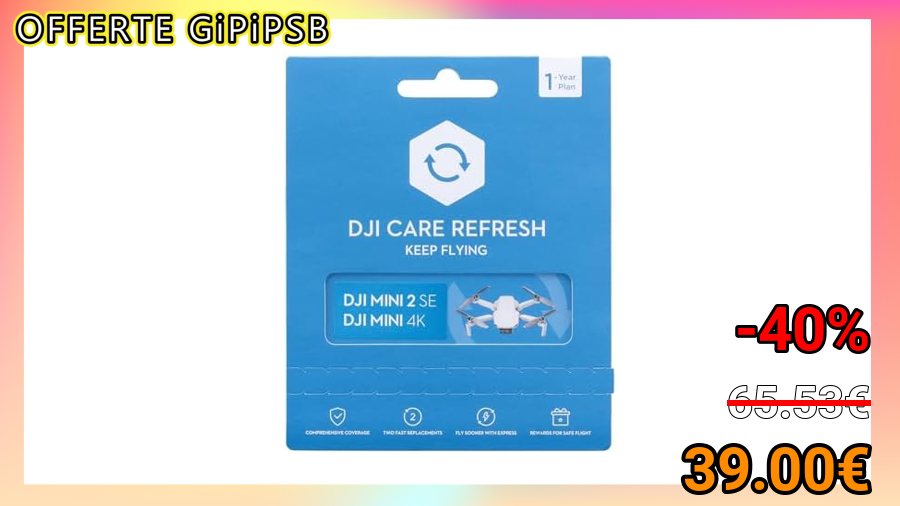 OFFERTE GiPiPSB
1-Year
Plan
DJI CARE REFRESH
KEEP FLYING
DJI MINI 2 SE
DJI MINI 4K
2
COMPREHENSIVE COVERAGE
TWO FAST REPLACEMENTS
FLY SOONER WITH EXPRESS
REWARDS FOR SAFE FLIGHT
-40%
65.53€
39.00€